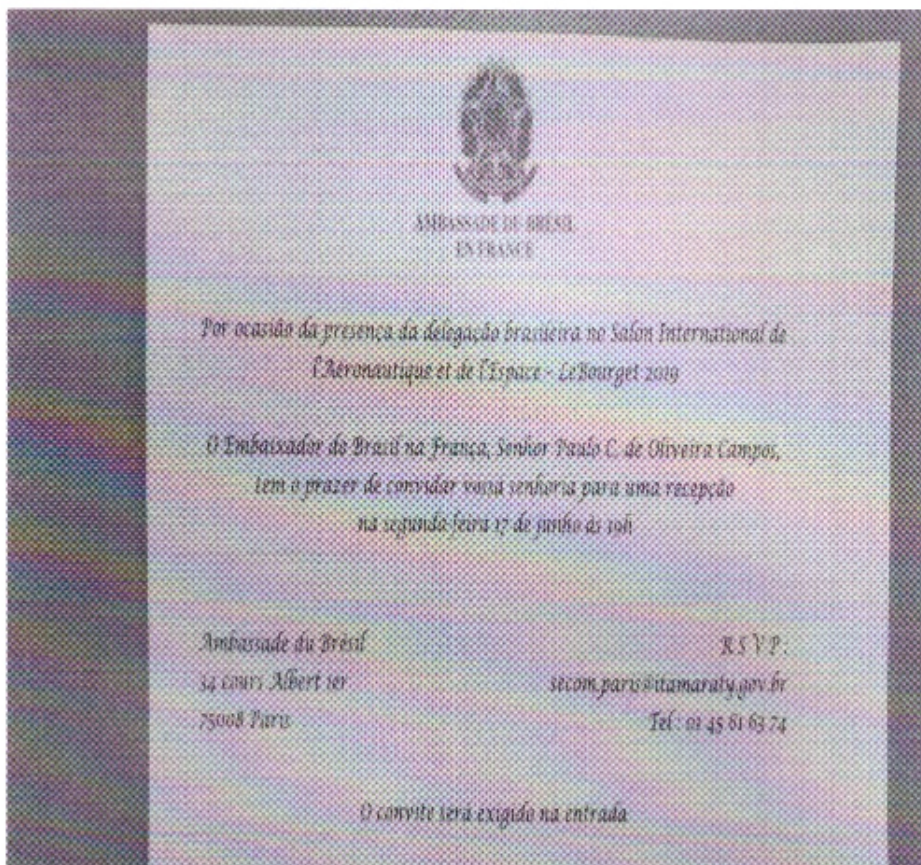 AMBASSADE DU BRÉSIL
EN FRANCE
Por ocasião da presença da delegação brasileira no Salon International de
l'Aéronautique et de l'Espace - LeBourget 2019
O Embaixador do Brasil na França, Senhor Paulo C. de Oliveira Campos,
tem o prazer de convidar vossa senhoria para uma recepção
na segunda feira 17 de junho às
Ambassade du Brésil
34 cours Albert 1er
75008 Paris
R S V P :
secom.paris@itamaraty.gov.br
Tel : 01 45 61 63 74
O convite será exigido na entrada